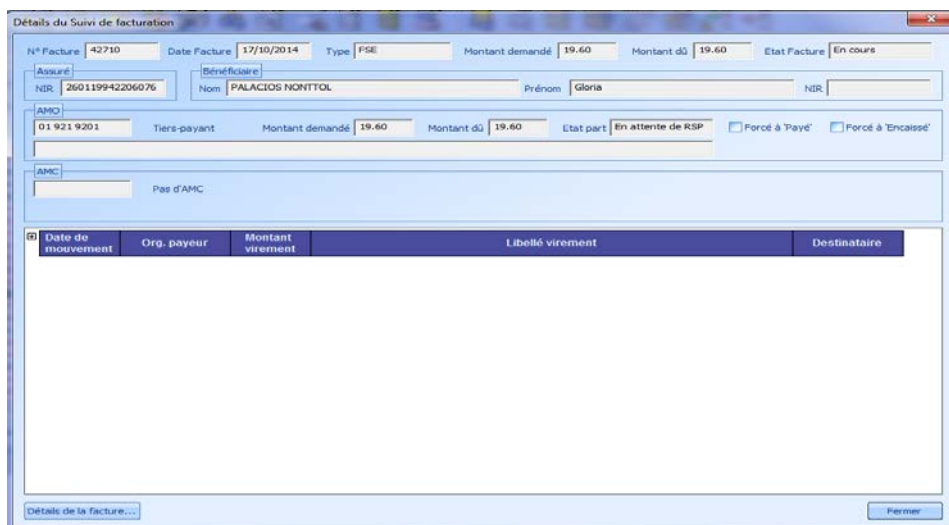 Détails du Suivi de facturation
N° Facture 42710 Date Facture 17/10/2014 Type FSE Montant demandé 19.60 Montant dû 19.60 Etat Facture En cours
Assuré Bénéficiaire
NIR 260119942206076 Nom PALACIOS NONTTOL Prénom Gloria NIR
AMO
01 921 9201 Tiers-payant Montant demandé 19.60 Montant dû 19.60 Etat part En attente de RSP Forcé à 'Payé' Forcé à 'Encaissé'
AMC
Pas d'AMC
Date de mouvement Org. payeur Montant virement Libellé virement Destinataire
Détails de la facture... Fermer